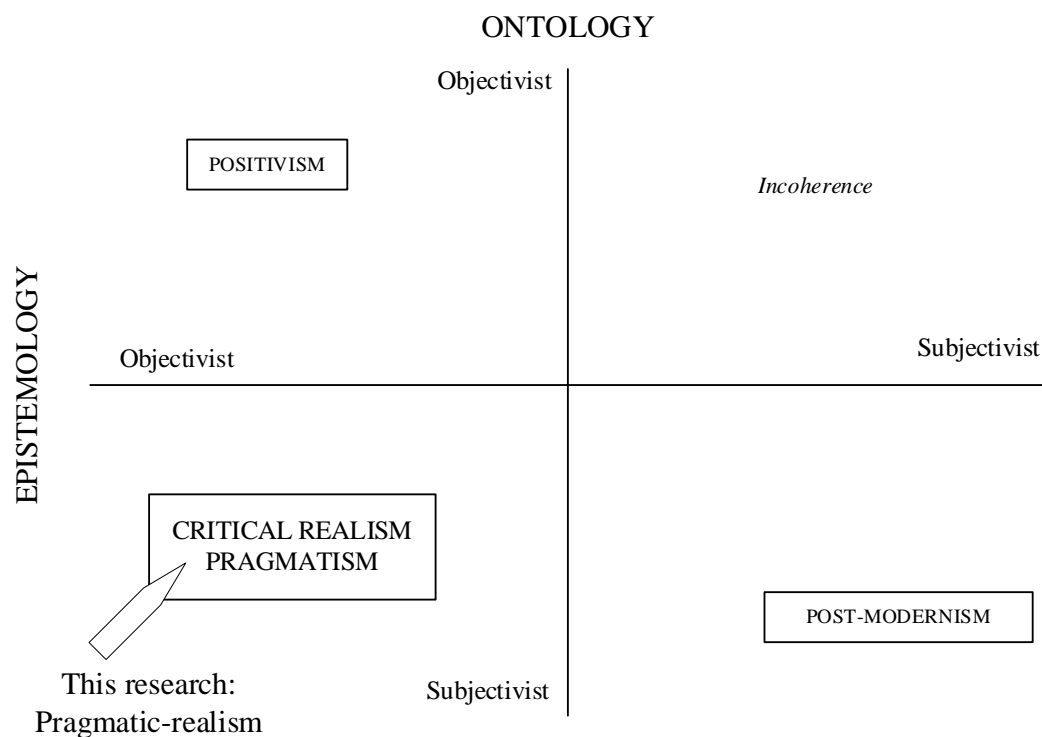 ONTOLOGY
Objectivist
POSITIVISM
Incoherence
EPISTEMOLOGY
Objectivist
Subjectivist
CRITICAL REALISM
PRAGMATISM
POST-MODERNISM
This research:
Pragmatic-realism
Subjectivist